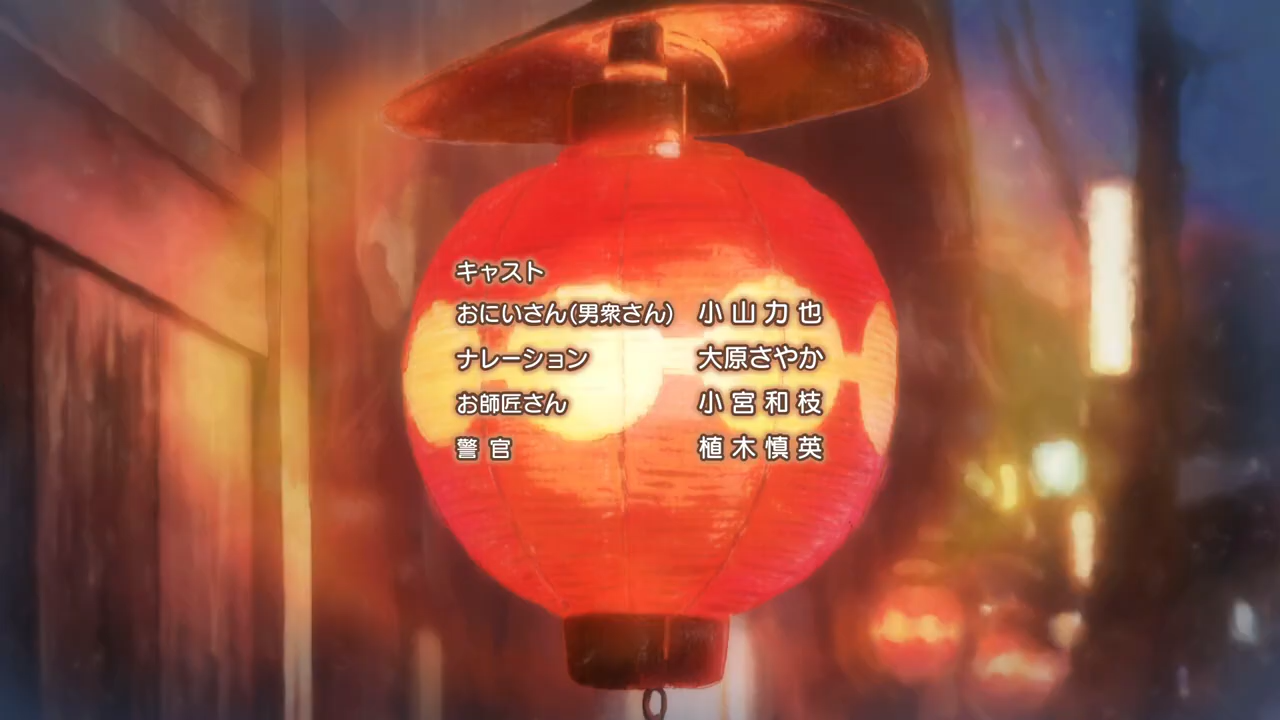 キャスト
おにいさん(男衆さん) 小山力也
ナレーション 大原さやか
お師匠さん 小宮和枝
警官 植木慎英